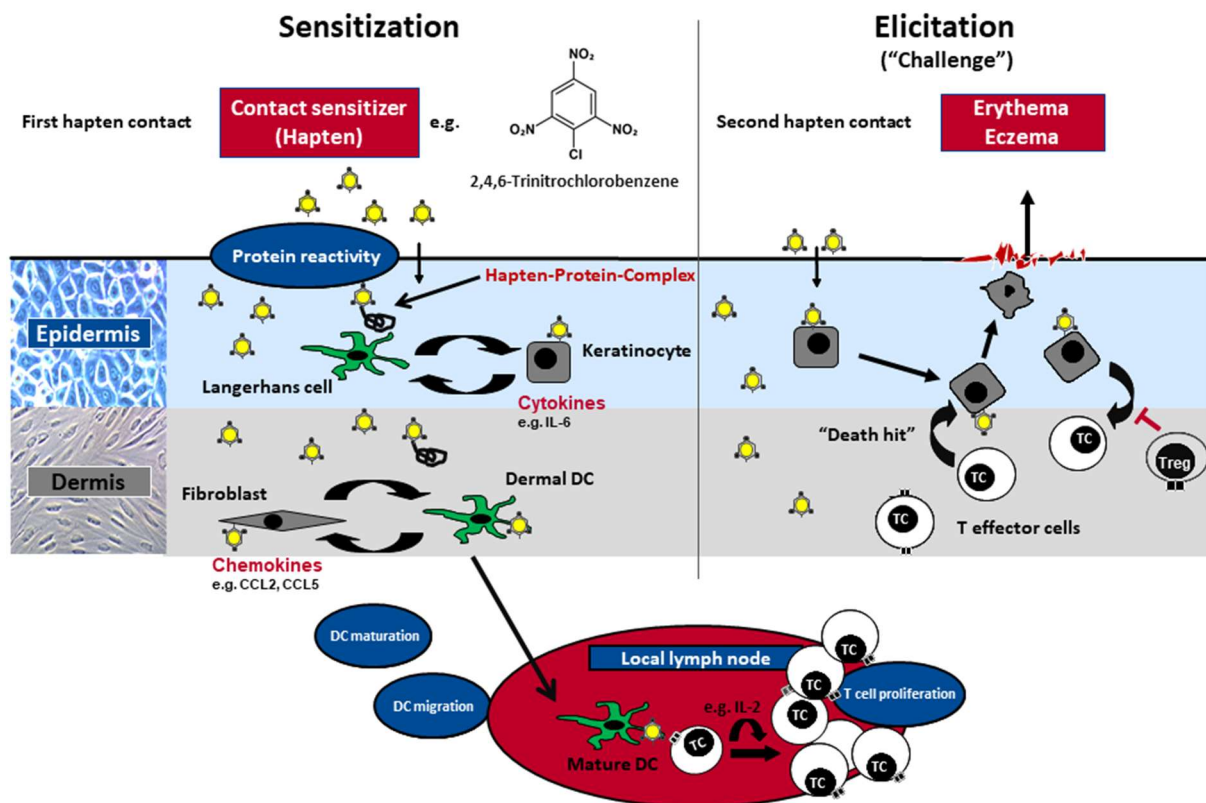 Sensitization
Elicitation
("Challenge")
First hapten contact
Contact sensitizer
(Hapten)
e.g.
NO₂
O₂N
NO₂
Cl
2,4,6-Trinitrochlorobenzene
Second hapten contact
Erythema
Eczema
Protein reactivity
Hapten-Protein-Complex
Epidermis
Langerhans cell
Keratinocyte
Cytokines
e.g. IL-6
Dermis
Fibroblast
Dermal DC
Chemokines
e.g. CCL2, CCL5
"Death hit"
TC
TC
TC
Treg
T effector cells
DC maturation
DC migration
Local lymph node
T cell proliferation
e.g. IL-2
Mature DC
TC
TC
TC
TC
TC
TC